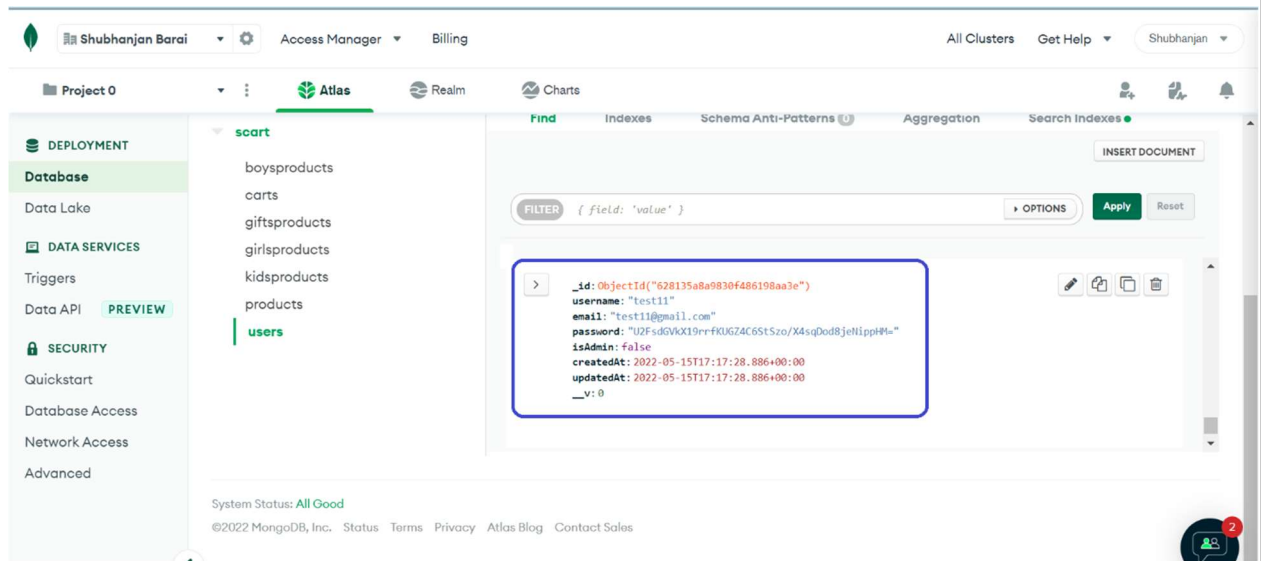 Shubhanjan Barai Access Manager Billing All Clusters Get Help Shubhanjan
Project 0 Atlas Realm Charts
Find Indexes Schema Anti-Patterns 0 Aggregation Search Indexes
DEPLOYMENT
Database
Data Lake
DATA SERVICES
Triggers
Data API PREVIEW
SECURITY
Quickstart
Database Access
Network Access
Advanced
scart
boysproducts
carts
giftsproducts
girlsproducts
kidsproducts
products
users
INSERT DOCUMENT
FILTER { field: 'value' } OPTIONS Apply Reset
_id: ObjectId("628135a8a9830f486198aa3e")
username: "test11"
email: "test11@gmail.com"
password: "U2FsdGVkX19rrfKUGZ4C6StSzo/X4sqDod8jeNippHM="
isAdmin: false
createdAt: 2022-05-15T17:17:28.886+00:00
updatedAt: 2022-05-15T17:17:28.886+00:00
__v: 0
System Status: All Good
©2022 MongoDB, Inc. Status Terms Privacy Atlas Blog Contact Sales
2